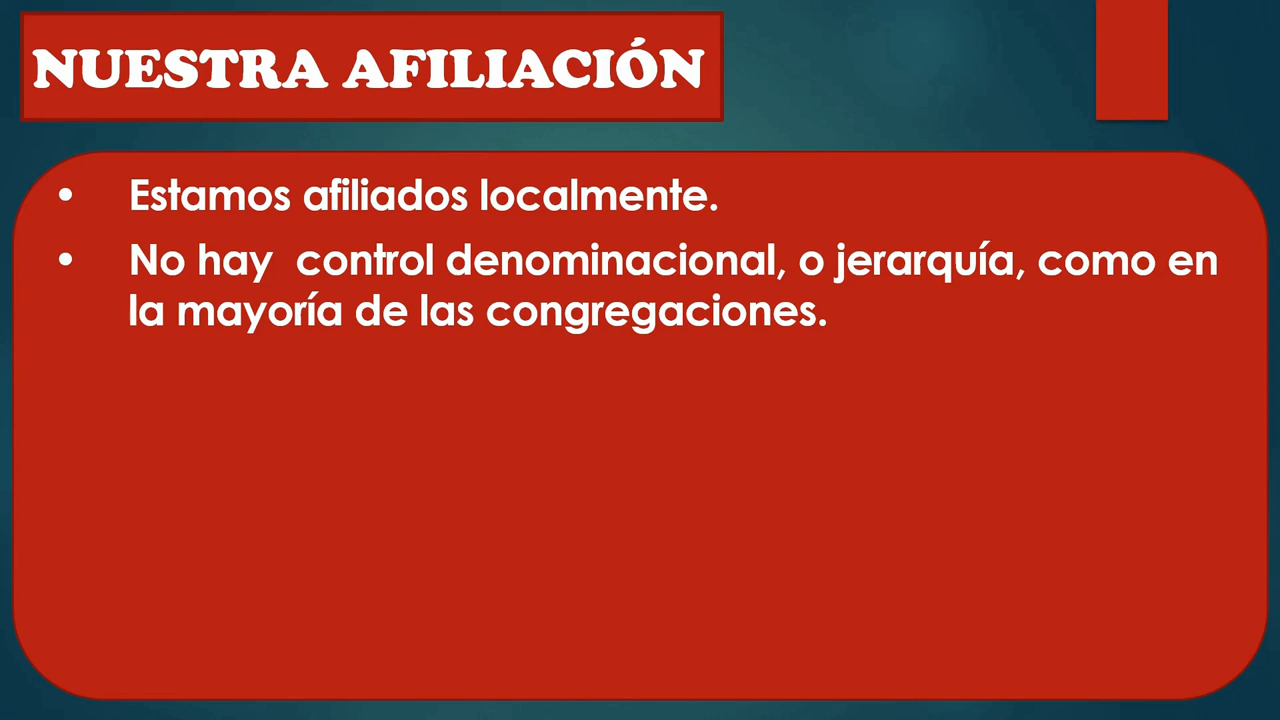 NUESTRA AFILIACIÓN
• Estamos afiliados localmente.
• No hay  control denominacional, o jerarquía, como en
la mayoría de las congregaciones.